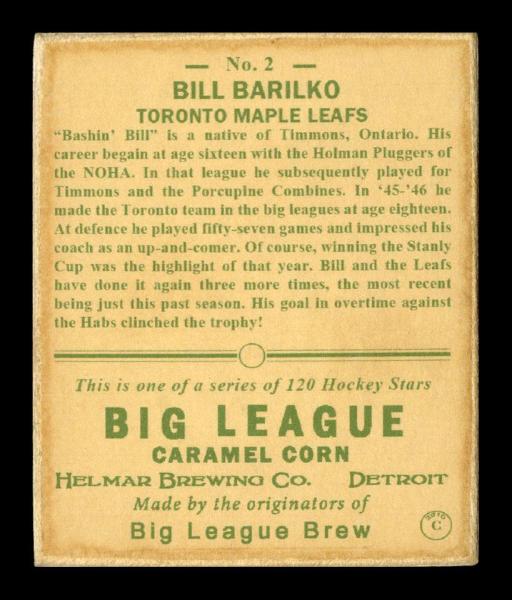 — No. 2 —
BILL BARILKO
TORONTO MAPLE LEAFS
“Bashin’ Bill” is a native of Timmons, Ontario. His
career begain at age sixteen with the Holman Pluggers of
the NOHA. In that league he subsequently played for
Timmons and the Porcupine Combines. In ‘45-’46 he
made the Toronto team in the big leagues at age eighteen.
At defence he played fifty-seven games and impressed his
coach as an up-and-comer. Of course, winning the Stanly
Cup was the highlight of that year. Bill and the Leafs
have done it again three more times, the most recent
being just this past season. His goal in overtime against
the Habs clinched the trophy!
This is one of a series of 120 Hockey Stars
BIG LEAGUE
CARAMEL CORN
HELMAR BREWING CO. DETROIT
Made by the originators of
Big League Brew
2010
C